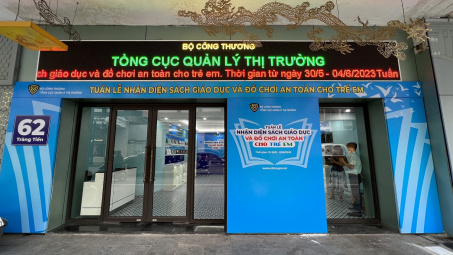 BỘ CÔNG THƯƠNG
TỔNG CỤC QUẢN LÝ THỊ TRƯỜNG
ch giáo dục và đồ chơi an toàn cho trẻ em. Thời gian từ ngày 30/5 - 04/6/2023 Tuần
TUẦN LỄ NHẬN DIỆN SÁCH GIÁO DỤC VÀ ĐỒ CHƠI AN TOÀN CHO TRẺ EM
62
Tràng Tiền
TUẦN LỄ
NHẬN DIỆN SÁCH GIÁO DỤC
VÀ ĐỒ CHƠI AN TOÀN
CHO TRẺ EM